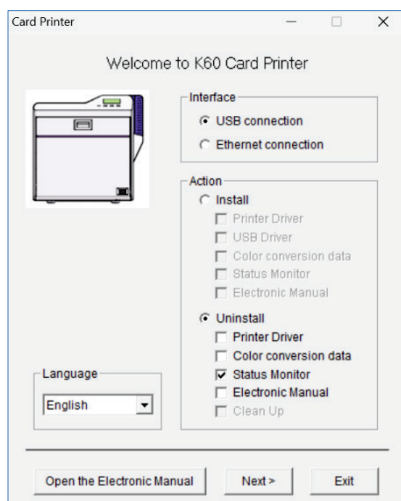 Card Printer
Welcome to K60 Card Printer
Interface
USB connection
Ethernet connection
Action
Install
Printer Driver
USB Driver
Color conversion data
Status Monitor
Electronic Manual
Uninstall
Printer Driver
Color conversion data
Status Monitor
Electronic Manual
Clean Up
Language
English
Open the Electronic Manual
Next >
Exit